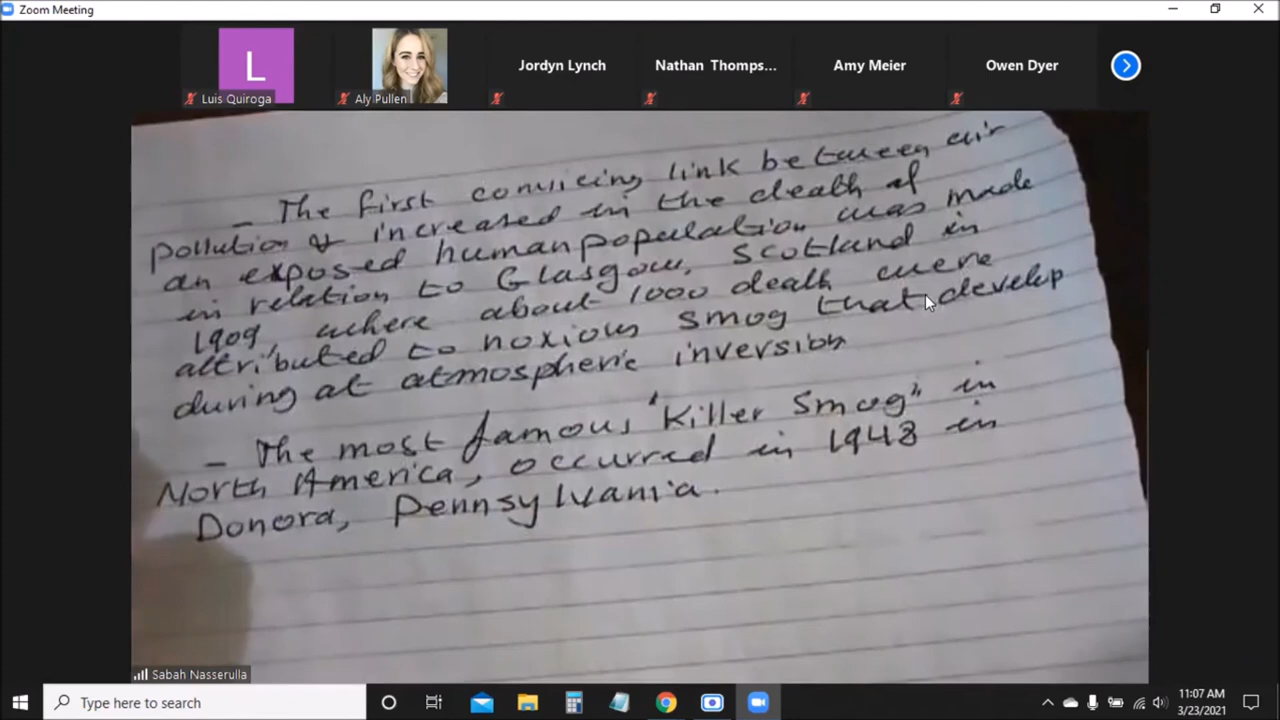 Zoom Meeting
L
Luis Quiroga
Aly Pullen
Jordyn Lynch
Nathan Thomps...
Amy Meier
Owen Dyer
- The first convicing link between air
pollution & increased in the death of
an exposed human population was made
in relation to Glasgow, Scotland in
1909, where about 1000 death were
attributed to noxious smog that develop
during at atmospheric inversion
- The most famous "Killer Smog" in
North America, occurred in 1948 in
Donora, Pennsylvania.
Sabah Nasserulla
Type here to search
11:07 AM
3/23/2021